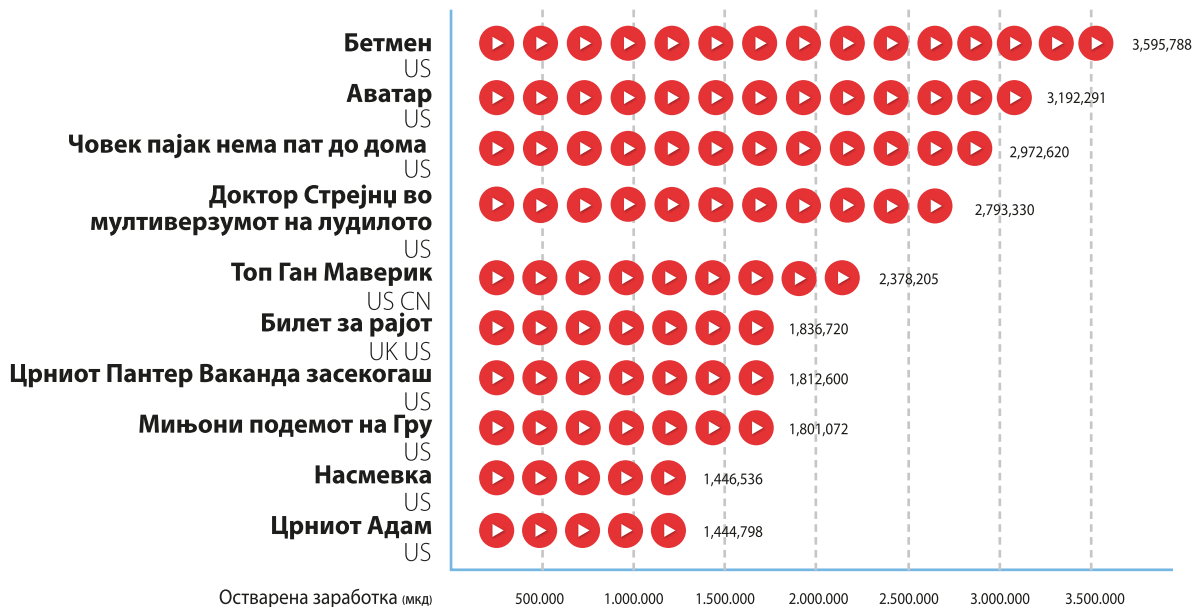 Бетмен
US
3,595,788
Аватар
US
3,192,291
Човек пајак нема пат до дома
US
2,972,620
Доктор Стрејнџ во
мултиверзумот на лудилото
US
2,793,330
Топ Ган Маверик
US CN
2,378,205
Билет за рајот
UK US
1,836,720
Црниот Пантер Ваканда засекогаш
US
1,812,600
Мињони подемот на Гру
US
1,801,072
Насмевка
US
1,446,536
Црниот Адам
US
1,444,798
Остварена заработка (мкд) 500.000 1.000.000 1.500.000 2.000.000 2.500.000 3.000.000 3.500.000